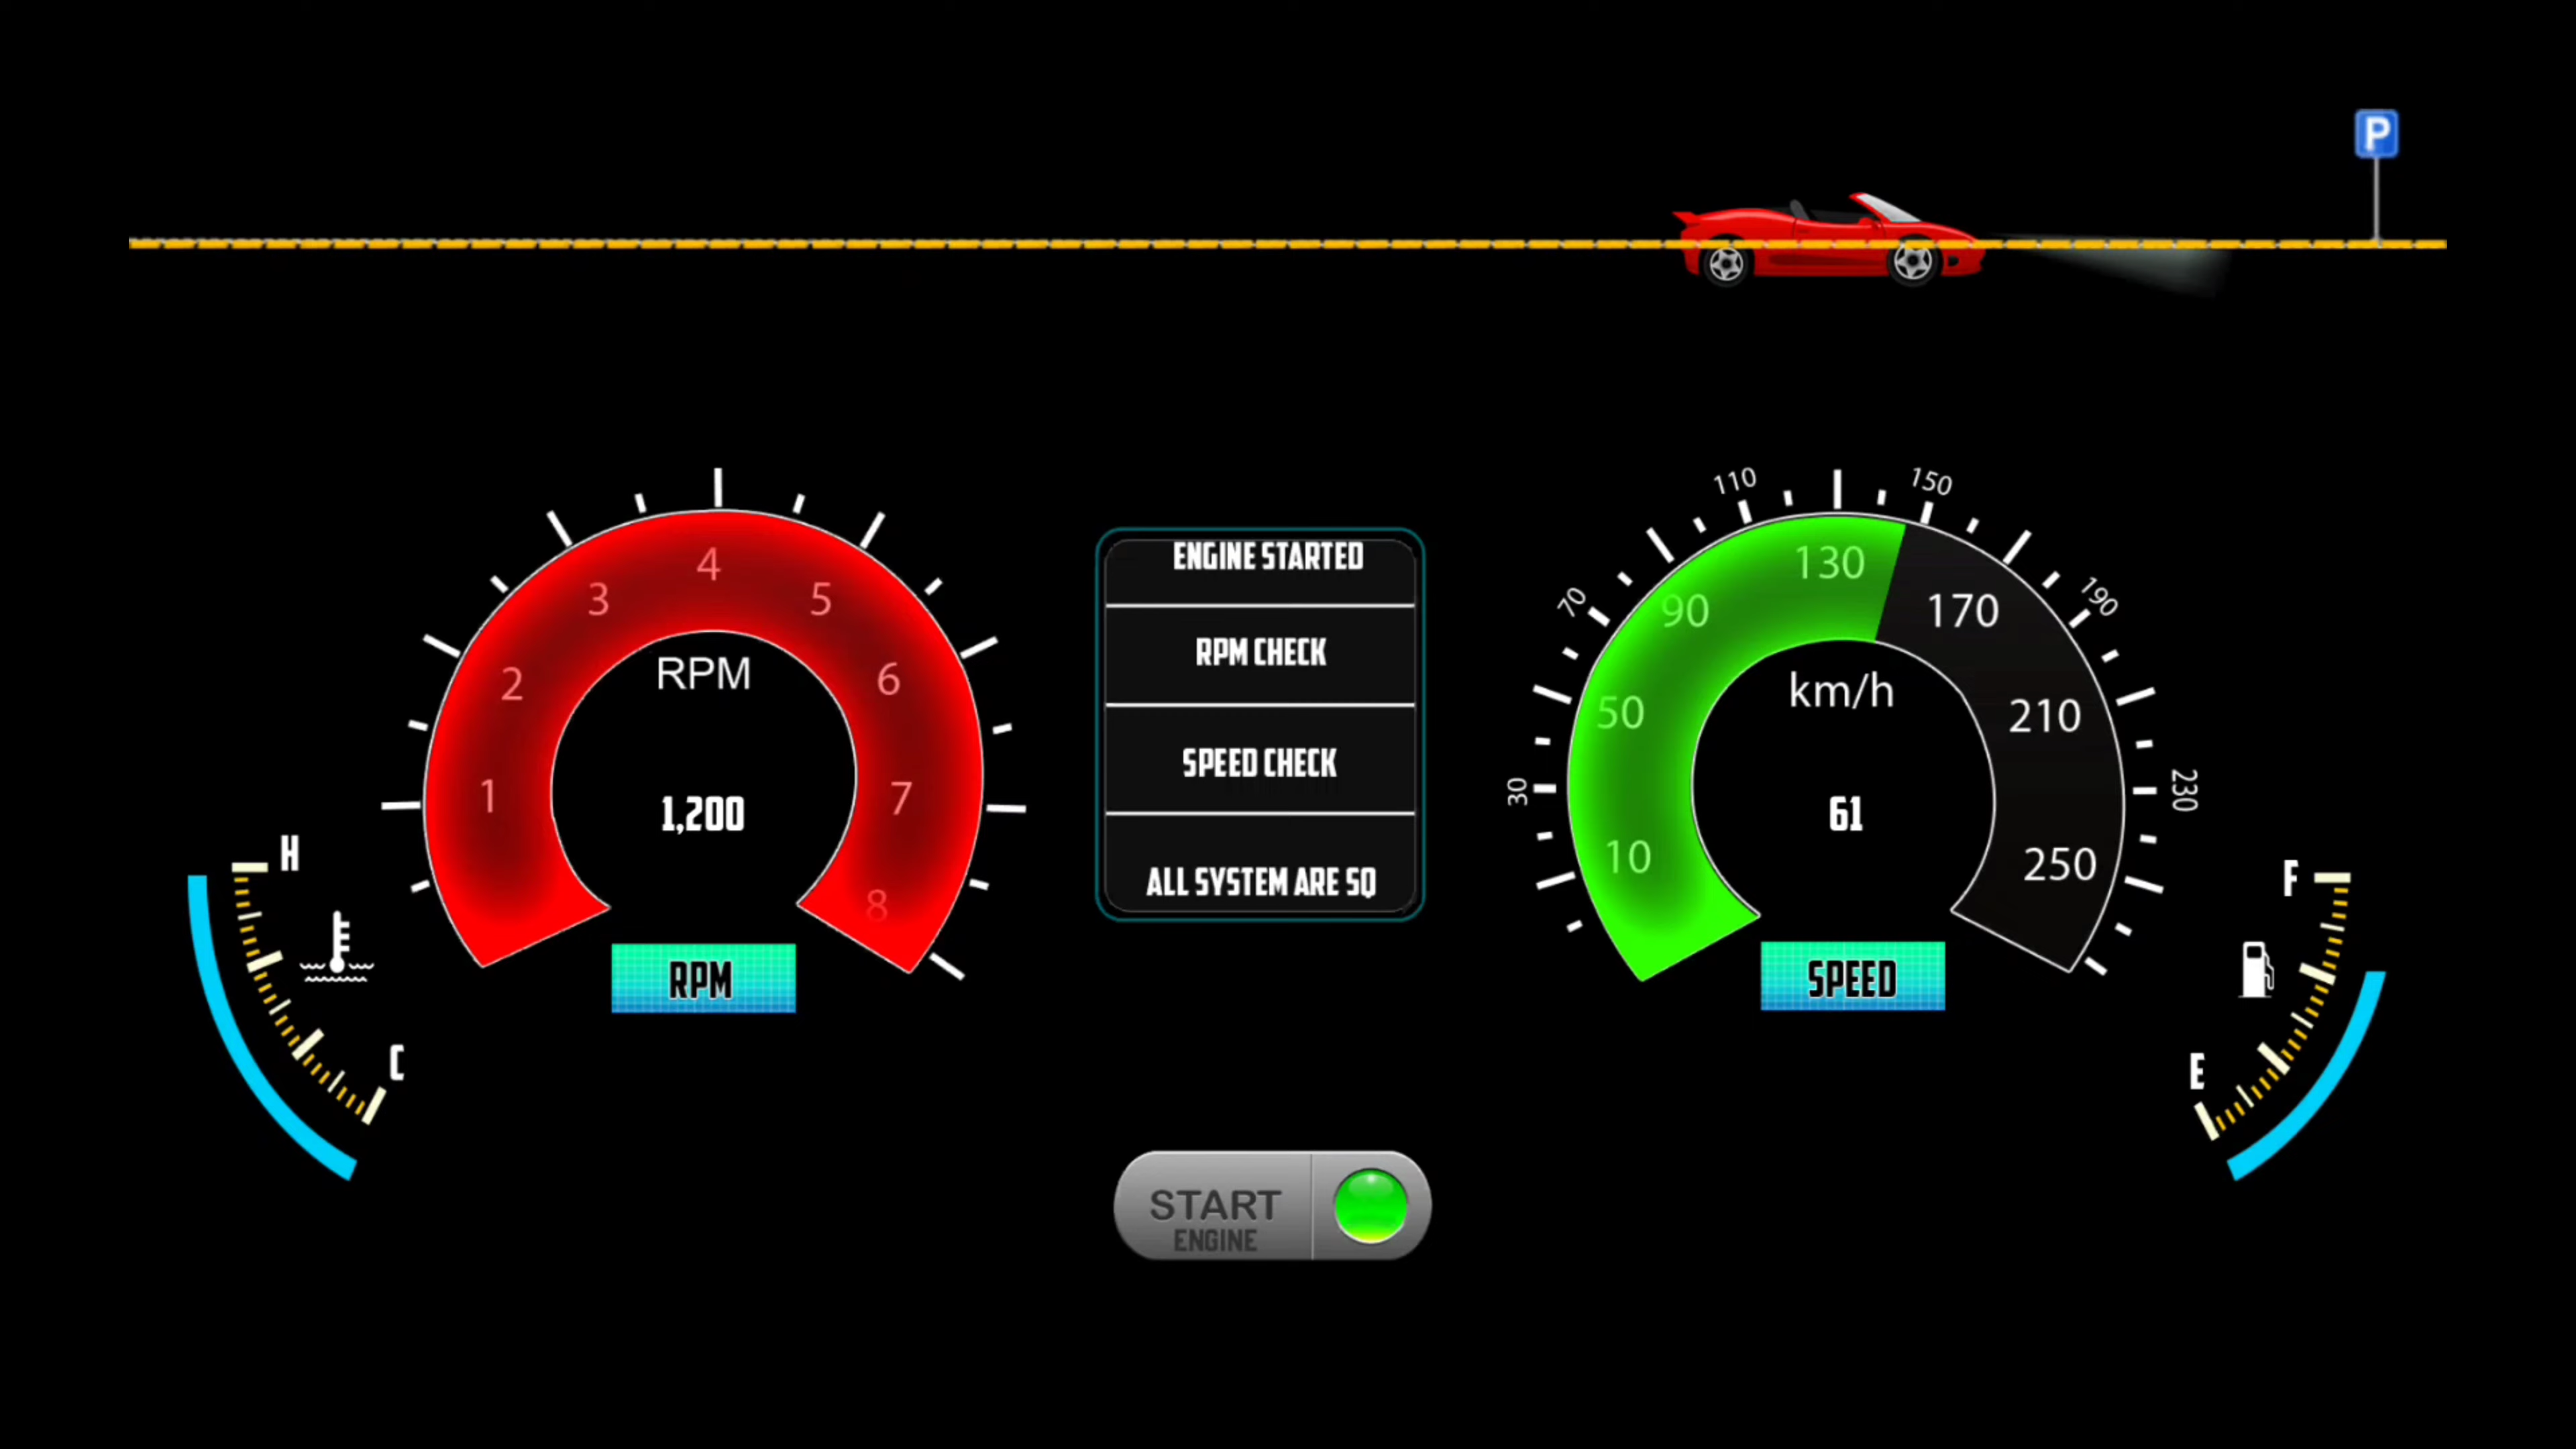 P
110
150
4
130
ENGINE STARTED
3
5
70
90
170
190
RPM CHECK
RPM
2
6
km/h
50
210
SPEED CHECK
1
7
30
230
1,200
61
H
10
250
ALL SYSTEM ARE SQ
F
8
RPM
SPEED
C
E
START
ENGINE